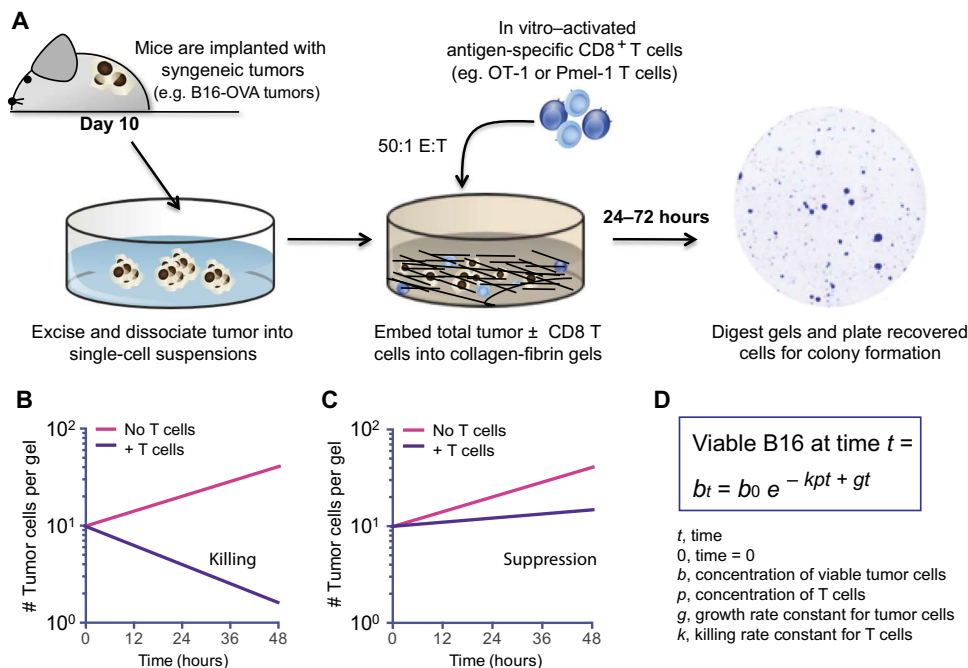 A
Mice are implanted with
syngeneic tumors
(e.g. B16-OVA tumors)
Day 10
In vitro–activated
antigen-specific CD8+ T cells
(eg. OT-1 or Pmel-1 T cells)
50:1 E:T
24–72 hours
Excise and dissociate tumor into
single-cell suspensions
Embed total tumor ± CD8 T
cells into collagen-fibrin gels
Digest gels and plate recovered
cells for colony formation
B
# Tumor cells per gel
10²
10¹
10⁰
No T cells
+ T cells
Killing
0 12 24 36 48
Time (hours)
C
# Tumor cells per gel
10²
10¹
10⁰
No T cells
+ T cells
Suppression
0 12 24 36 48
Time (hours)
D
Viable B16 at time t =
bt = b0 e – kpt + gt
t, time
0, time = 0
b, concentration of viable tumor cells
p, concentration of T cells
g, growth rate constant for tumor cells
k, killing rate constant for T cells